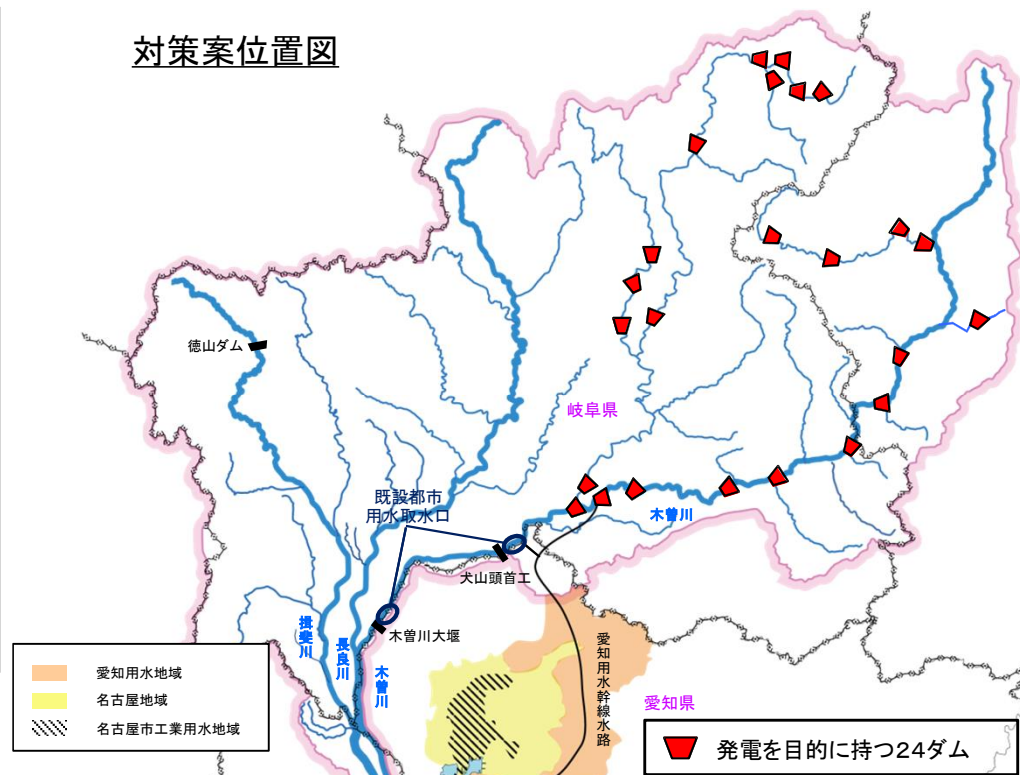 対策案位置図
徳山ダム
岐阜県
既設都市
用水取水口
木曽川
犬山頭首工
揖斐川
長良川
木曽川
木曽川大堰
愛知用水幹線水路
愛知県
愛知用水地域
名古屋地域
名古屋市工業用水地域
発電を目的に持つ24ダム